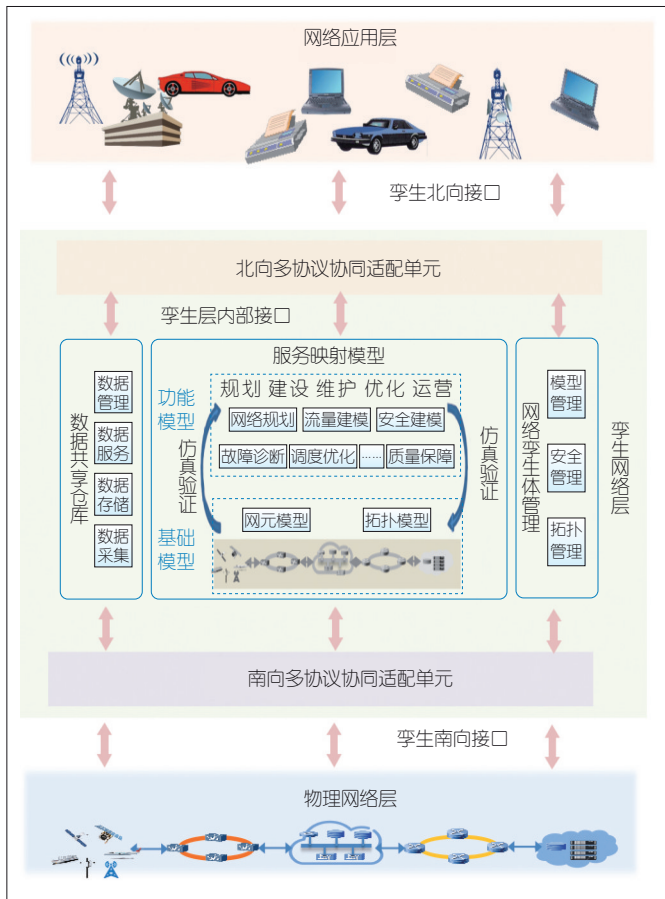 网络应用层
孪生北向接口
北向多协议协同适配单元
孪生层内部接口
数据共享仓库
数据
管理
数据
服务
数据
存储
数据
采集
服务映射模型
功能
模型
规划 建设 维护 优化 运营
网络规划 流量建模 安全建模
故障诊断 调度优化 …… 质量保障
仿真验证
仿真验证
网元模型 拓扑模型
基础
模型
网络孪生体管理
模型
管理
安全
管理
拓扑
管理
孪生网络层
南向多协议协同适配单元
孪生南向接口
物理网络层